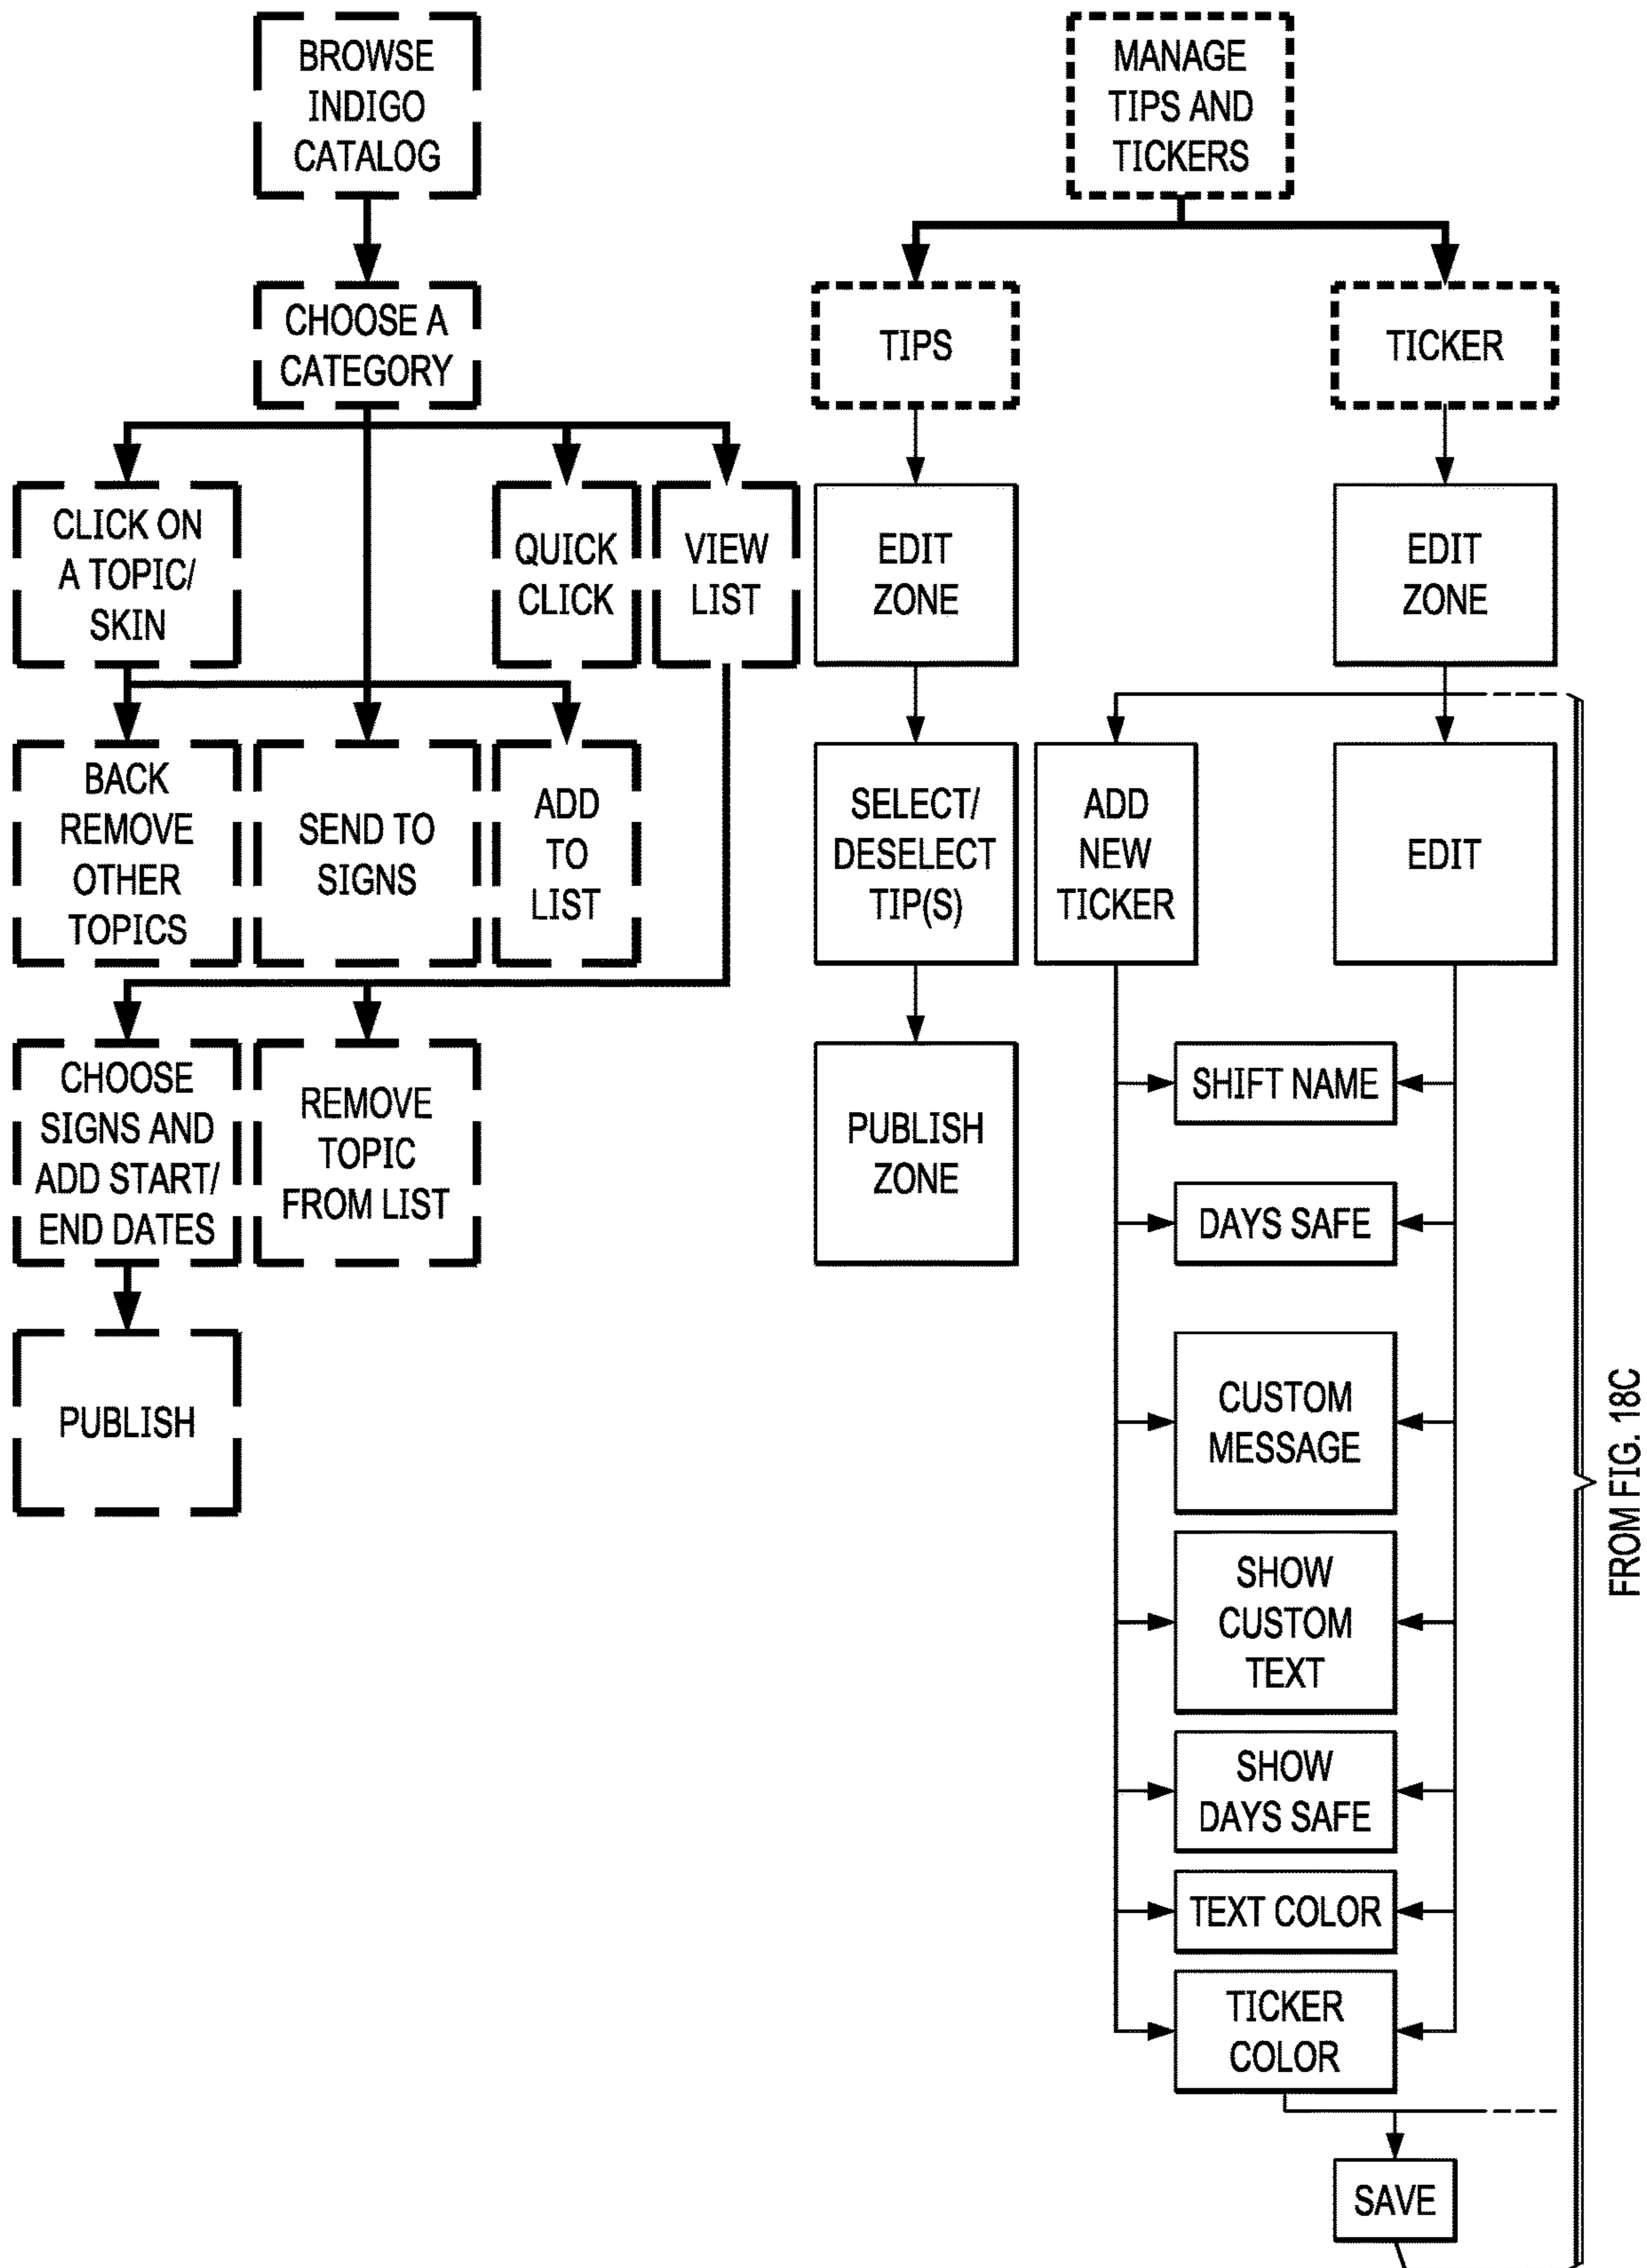 BROWSE
INDIGO
CATALOG
MANAGE
TIPS AND
TICKERS
CHOOSE A
CATEGORY
TIPS
TICKER
CLICK ON
A TOPIC/
SKIN
QUICK
CLICK
VIEW
LIST
EDIT
ZONE
EDIT
ZONE
BACK
REMOVE
OTHER
TOPICS
SEND TO
SIGNS
ADD
TO
LIST
SELECT/
DESELECT
TIP(S)
ADD
NEW
TICKER
EDIT
CHOOSE
SIGNS AND
ADD START/
END DATES
REMOVE
TOPIC
FROM LIST
PUBLISH
ZONE
SHIFT NAME
DAYS SAFE
PUBLISH
CUSTOM
MESSAGE
SHOW
CUSTOM
TEXT
SHOW
DAYS SAFE
TEXT COLOR
TICKER
COLOR
SAVE
FROM FIG. 18C